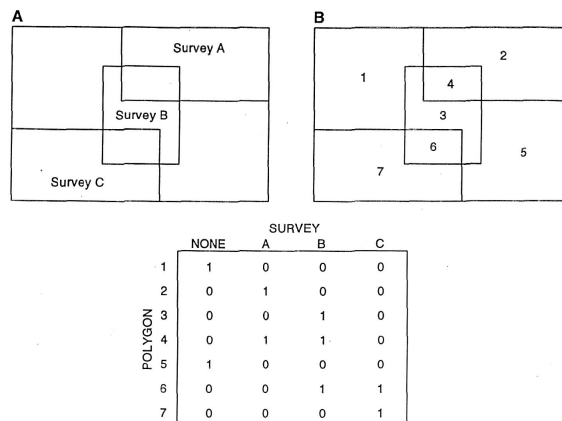 A
B
Survey A
Survey B
Survey C
1
2
4
3
6
5
7
SURVEY
NONE A B C
POLYGON
1 1 0 0 0
2 0 1 0 0
3 0 0 1 0
4 0 1 1 0
5 1 0 0 0
6 0 0 1 1
7 0 0 0 1